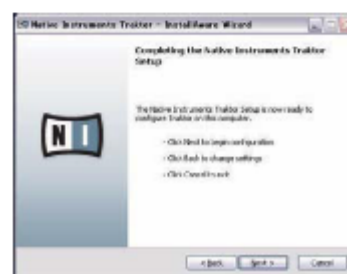 Native Instruments Traktor - InstallAware Wizard
Completing the Native Instruments Traktor
Setup
The Native Instruments Traktor Setup is now ready to
configure Traktor on this computer.
- Click Next to begin configuration
- Click Back to change settings
- Click Cancel to exit
N I
< Back
Next >
Cancel